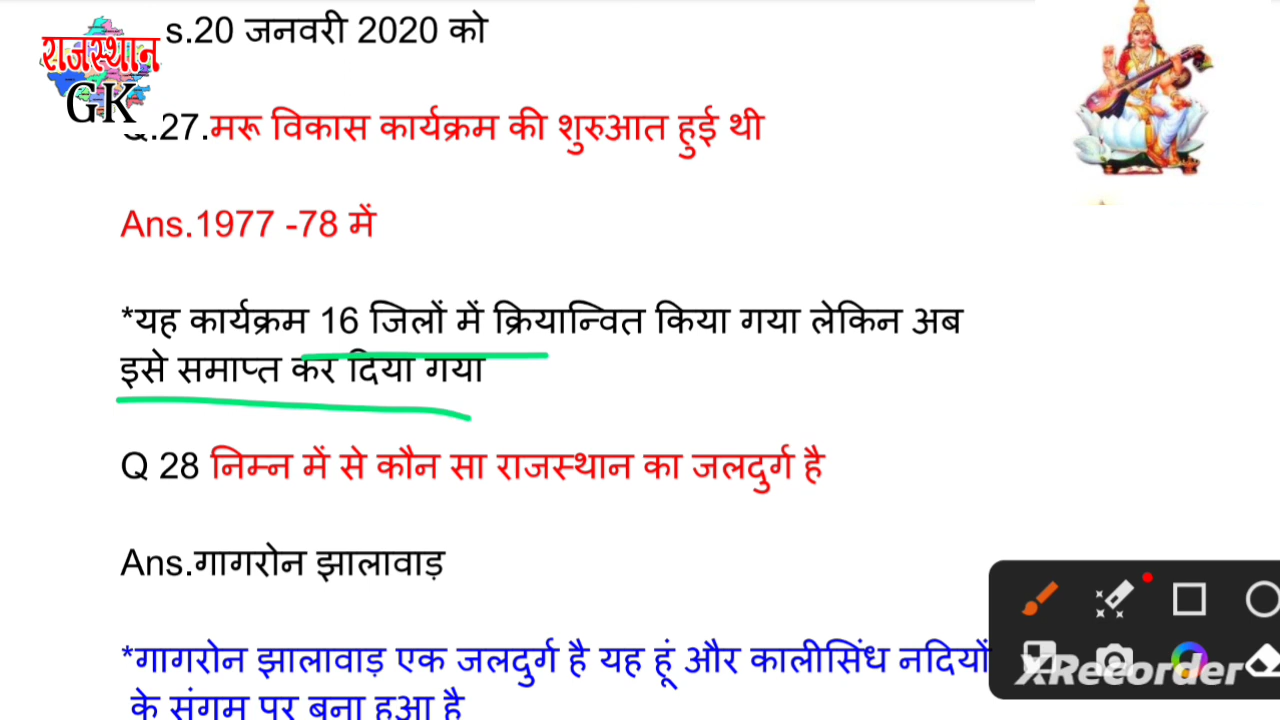 राजस्थान
GK
s.20 जनवरी 2020 को
Q.27.मरू विकास कार्यक्रम की शुरुआत हुई थी
Ans.1977 -78 में
*यह कार्यक्रम 16 जिलों में क्रियान्वित किया गया लेकिन अब
इसे समाप्त कर दिया गया
Q 28 निम्न में से कौन सा राजस्थान का जलदुर्ग है
Ans.गागरोन झालावाड़
*गागरोन झालावाड़ एक जलदुर्ग है यह हूं और कालीसिंध नदियों
के संगम पर बना हुआ है
XRecorder